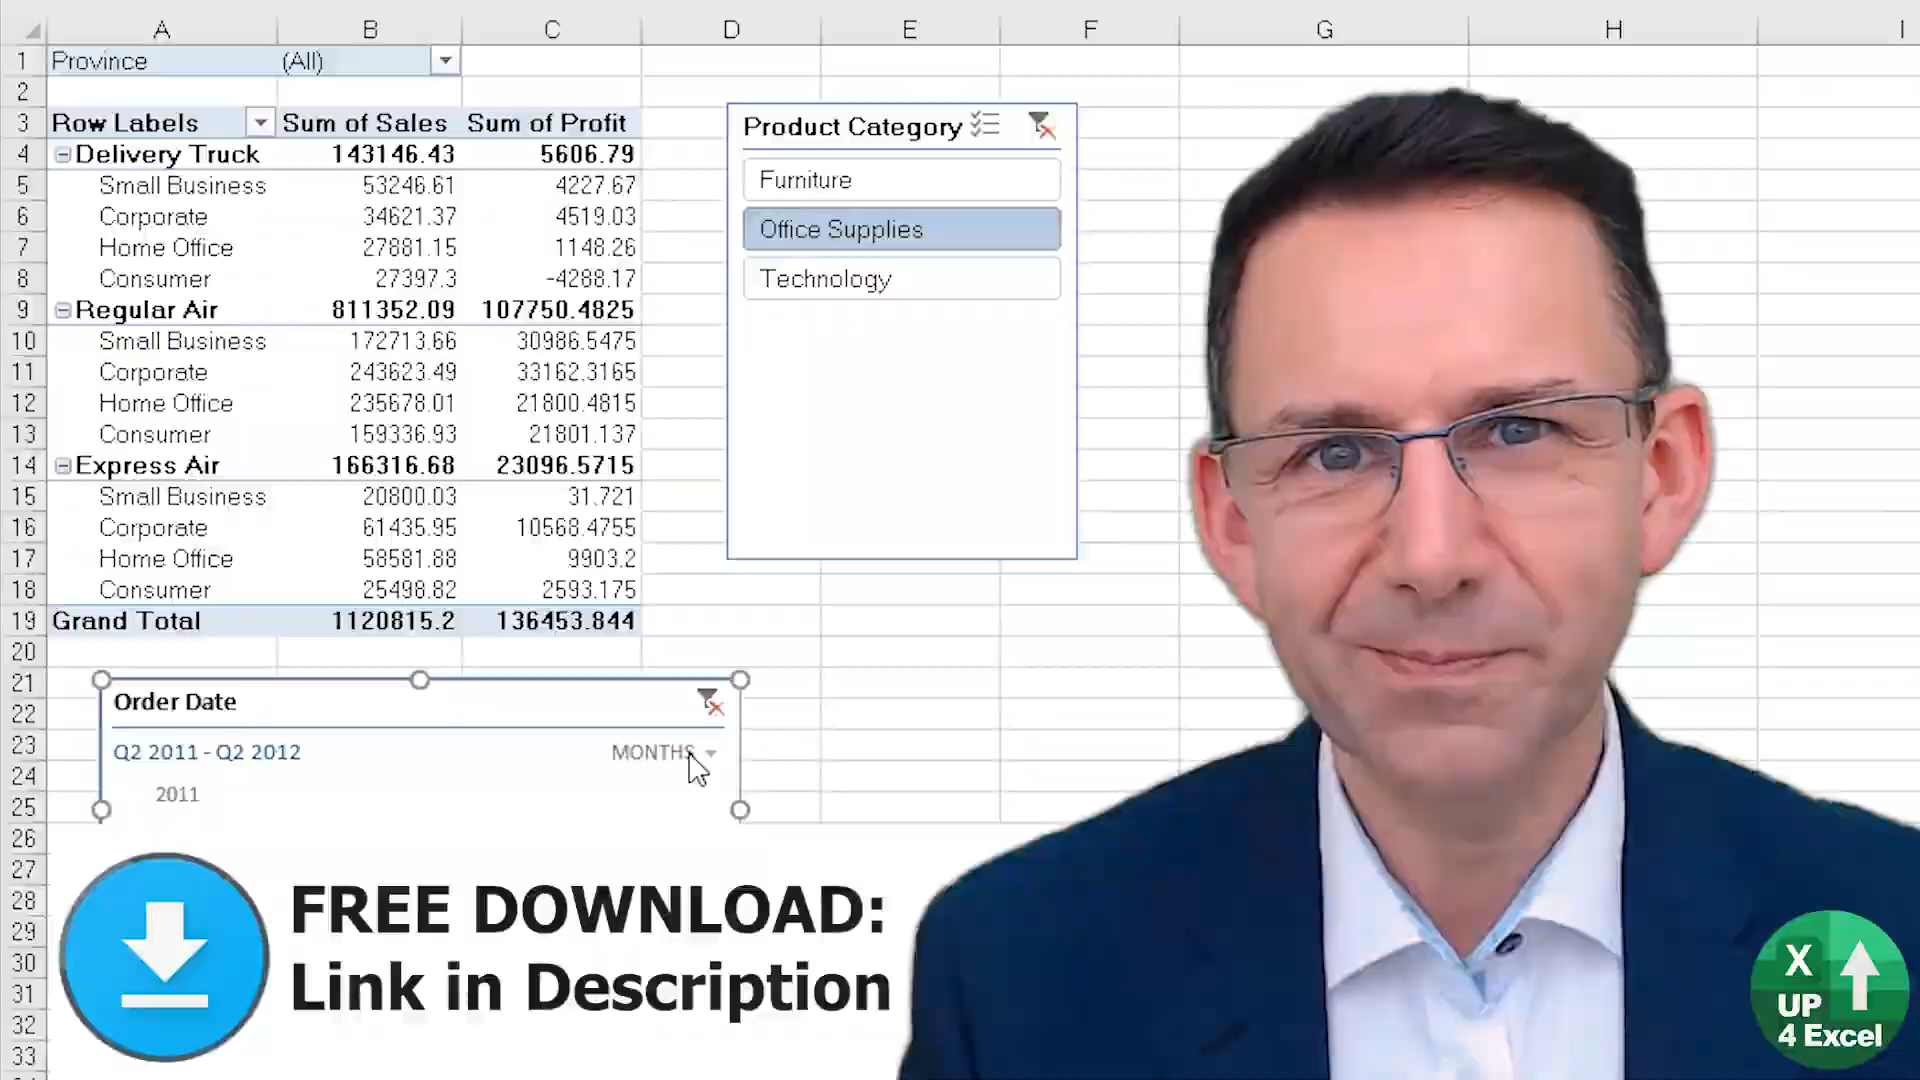 A B C D E F G H I
1 Province (All)
2
3 Row Labels Sum of Sales Sum of Profit
4 Delivery Truck 143146.43 5606.79
5 Small Business 53246.61 4227.67
6 Corporate 34621.37 4519.03
7 Home Office 27881.15 1148.26
8 Consumer 27397.3 -4288.17
9 Regular Air 811352.09 107750.4825
10 Small Business 172713.66 30986.5475
11 Corporate 243623.49 33162.3165
12 Home Office 235678.01 21800.4815
13 Consumer 159336.93 21801.137
14 Express Air 166316.68 23096.5715
15 Small Business 20800.03 31.721
16 Corporate 61435.95 10568.4755
17 Home Office 58581.88 9903.2
18 Consumer 25498.82 2593.175
19 Grand Total 1120815.2 136453.844
20
21
22
23
24
25
26
27
28
29
30
31
32
33
Product Category
Furniture
Office Supplies
Technology
Order Date
Q2 2011 - Q2 2012 MONTHS
2011
FREE DOWNLOAD:
Link in Description
X
UP
4 Excel